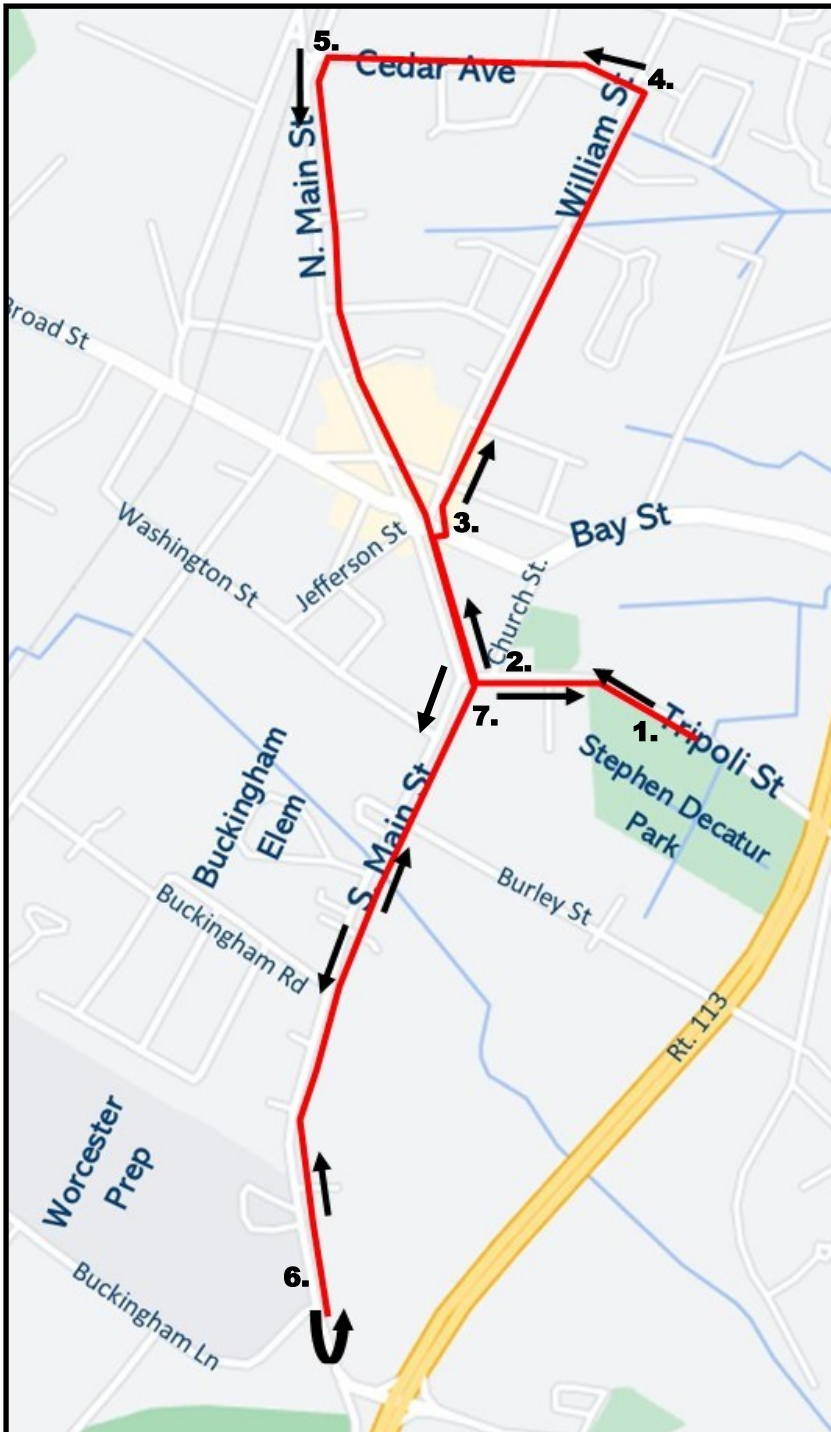 5.
Cedar Ave
4.
William St
N. Main St
Broad St
3.
Bay St
Washington St
Jefferson St
Church St.
2.
7.
1.
Tripoli St
Stephen Decatur
Park
Buckingham
Elem
S. Main St
Burley St
Buckingham Rd
Rt. 113
Worcester
Prep
6.
Buckingham Ln